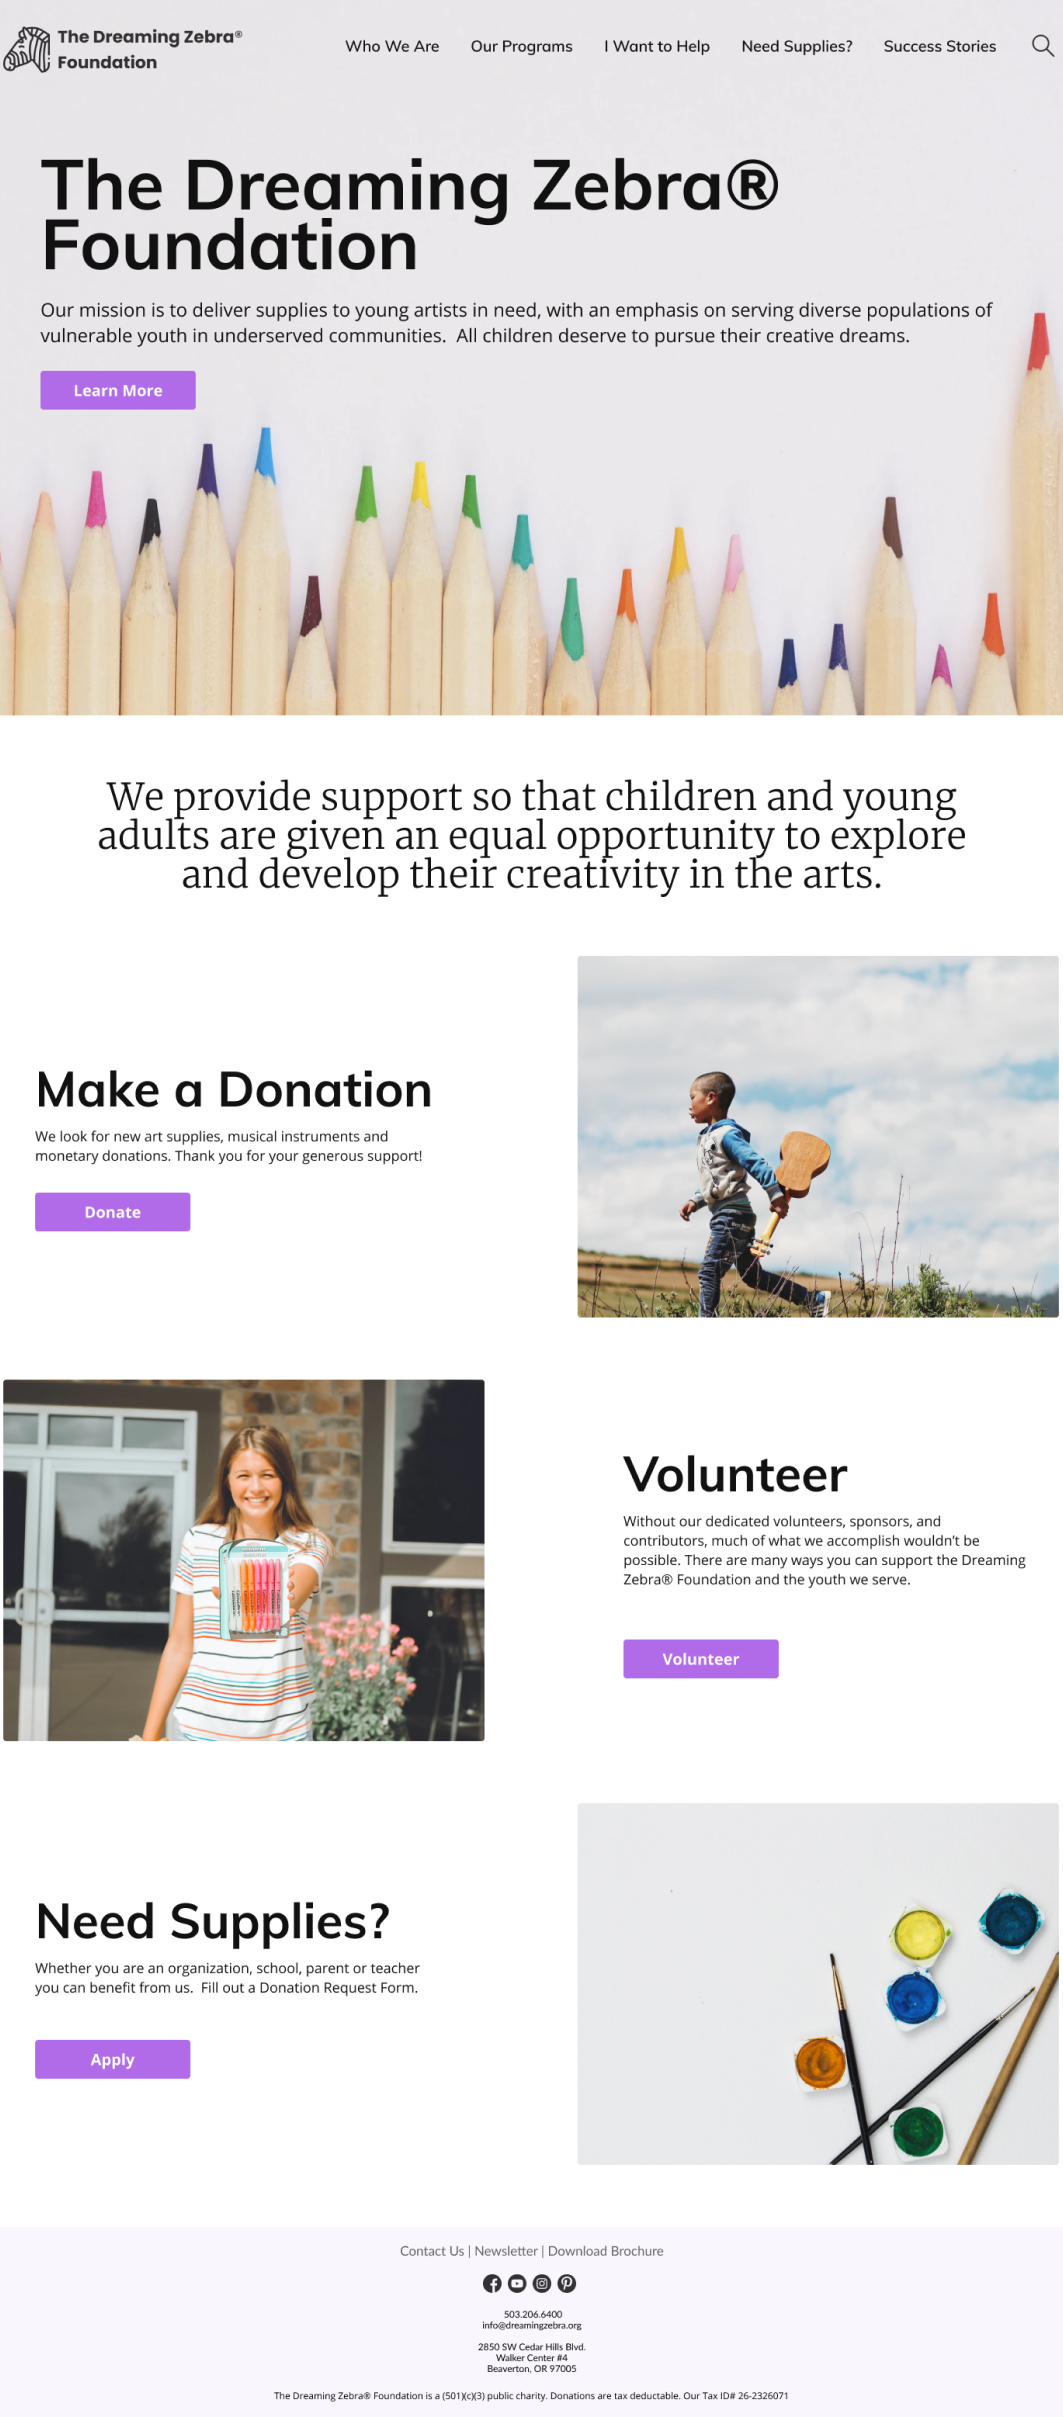 The Dreaming Zebra®
Foundation
Who We Are
Our Programs
I Want to Help
Need Supplies?
Success Stories
The Dreaming Zebra®
Foundation
Our mission is to deliver supplies to young artists in need, with an emphasis on serving diverse populations of
vulnerable youth in underserved communities.  All children deserve to pursue their creative dreams.
Learn More
We provide support so that children and young
adults are given an equal opportunity to explore
and develop their creativity in the arts.
Make a Donation
We look for new art supplies, musical instruments and
monetary donations. Thank you for your generous support!
Donate
Volunteer
Without our dedicated volunteers, sponsors, and
contributors, much of what we accomplish wouldn't be
possible. There are many ways you can support the Dreaming
Zebra® Foundation and the youth we serve.
Volunteer
Need Supplies?
Whether you are an organization, school, parent or teacher
you can benefit from us.  Fill out a Donation Request Form.
Apply
Contact Us | Newsletter | Download Brochure
503.206.6400
info@dreamingzebra.org
2850 SW Cedar Hills Blvd.
Walker Center #4
Beaverton, OR 97005
The Dreaming Zebra® Foundation is a (501)(c)(3) public charity. Donations are tax deductable. Our Tax ID# 26-2326071